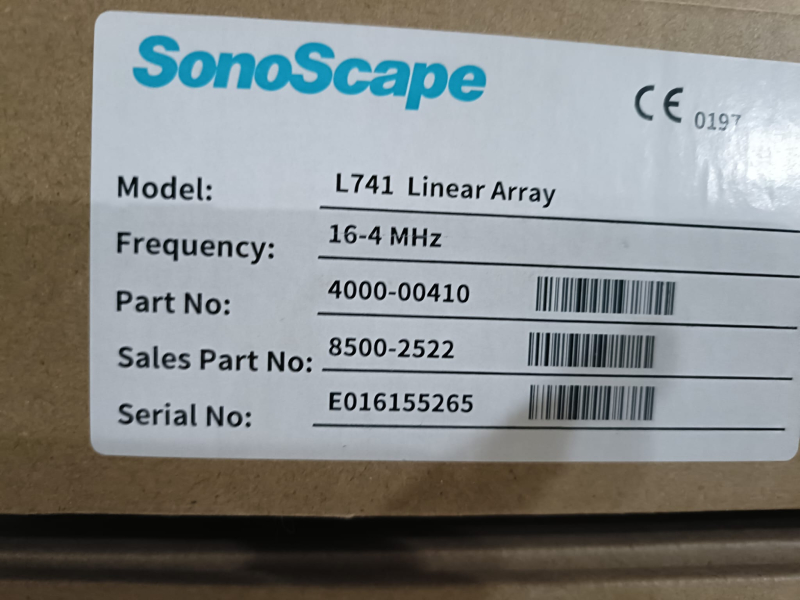 SonoScape
CE 0197
Model: L741 Linear Array
Frequency: 16-4 MHz
Part No: 4000-00410
Sales Part No: 8500-2522
Serial No: E016155265